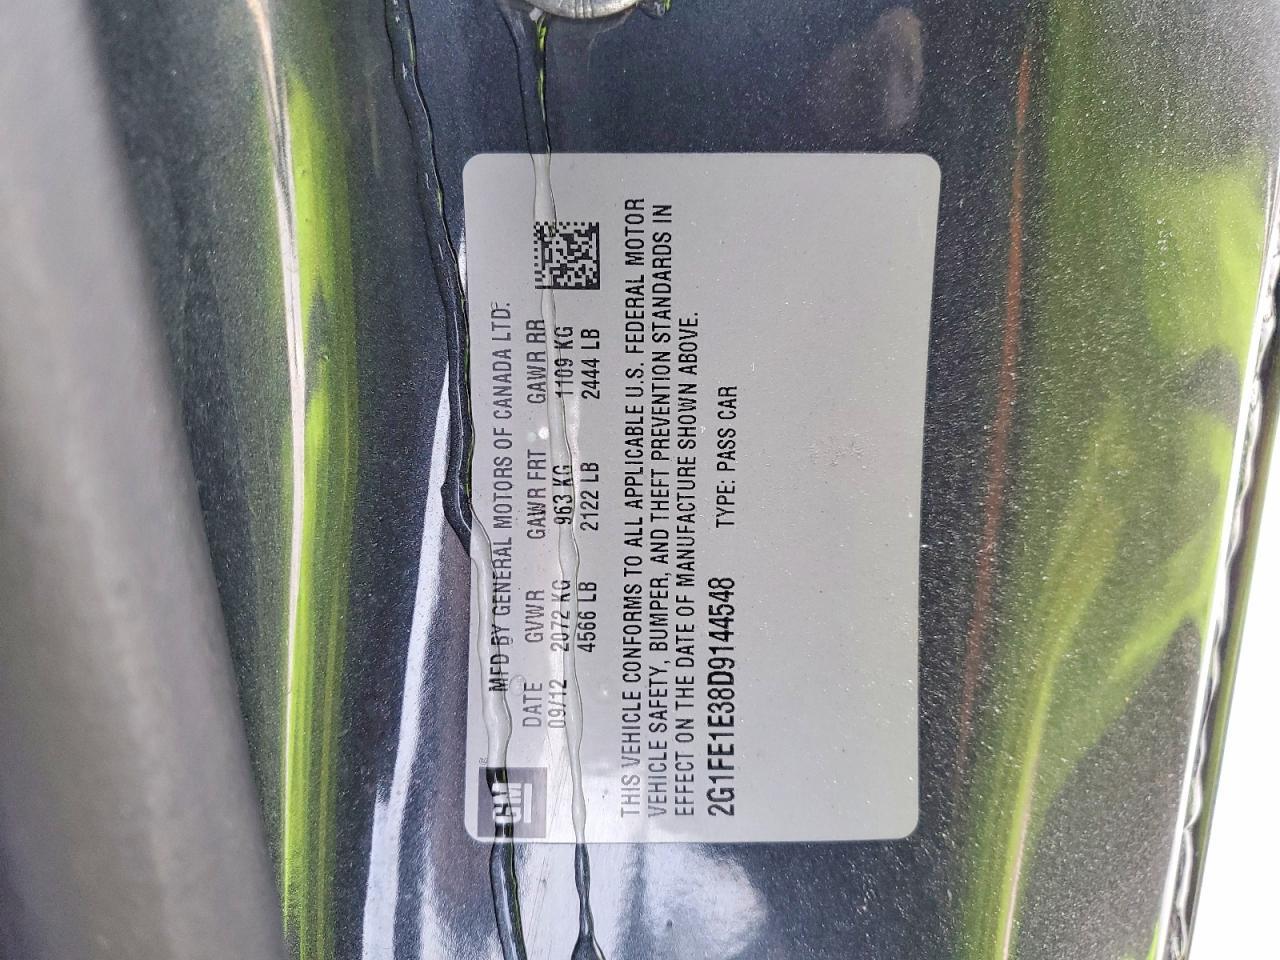 GM®
MFD BY GENERAL MOTORS OF CANADA LTD.
DATE GVWR GAWR FRT GAWR RR
09/12 2072 KG 963 KG 1109 KG
4566 LB 2122 LB 2444 LB
THIS VEHICLE CONFORMS TO ALL APPLICABLE U.S. FEDERAL MOTOR
VEHICLE SAFETY, BUMPER, AND THEFT PREVENTION STANDARDS IN
EFFECT ON THE DATE OF MANUFACTURE SHOWN ABOVE.
2G1FE1E38D9144548 TYPE: PASS CAR